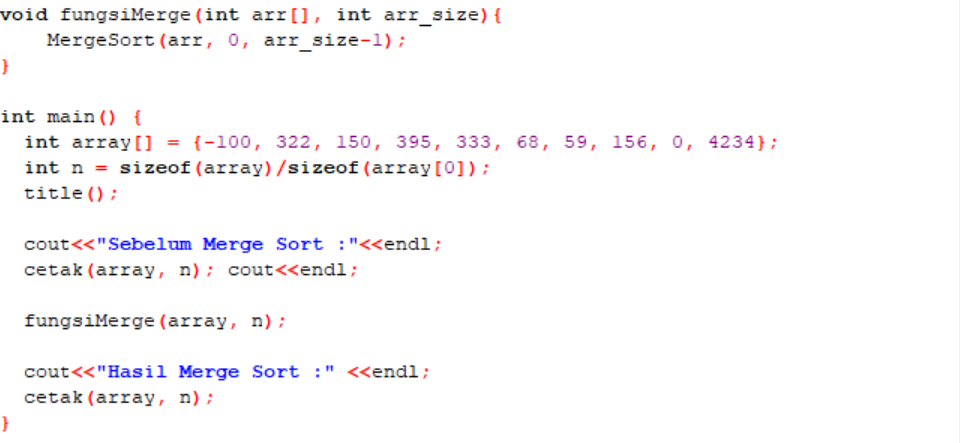 void fungsiMerge(int arr[], int arr_size){
    MergeSort(arr, 0, arr_size-1);
}
int main() {
  int array[] = {-100, 322, 150, 395, 333, 68, 59, 156, 0, 4234};
  int n = sizeof(array)/sizeof(array[0]);
  title();
  cout<<"Sebelum Merge Sort :"<<endl;
  cetak(array, n); cout<<endl;
  fungsiMerge(array, n);
  cout<<"Hasil Merge Sort :" <<endl;
  cetak(array, n);
}